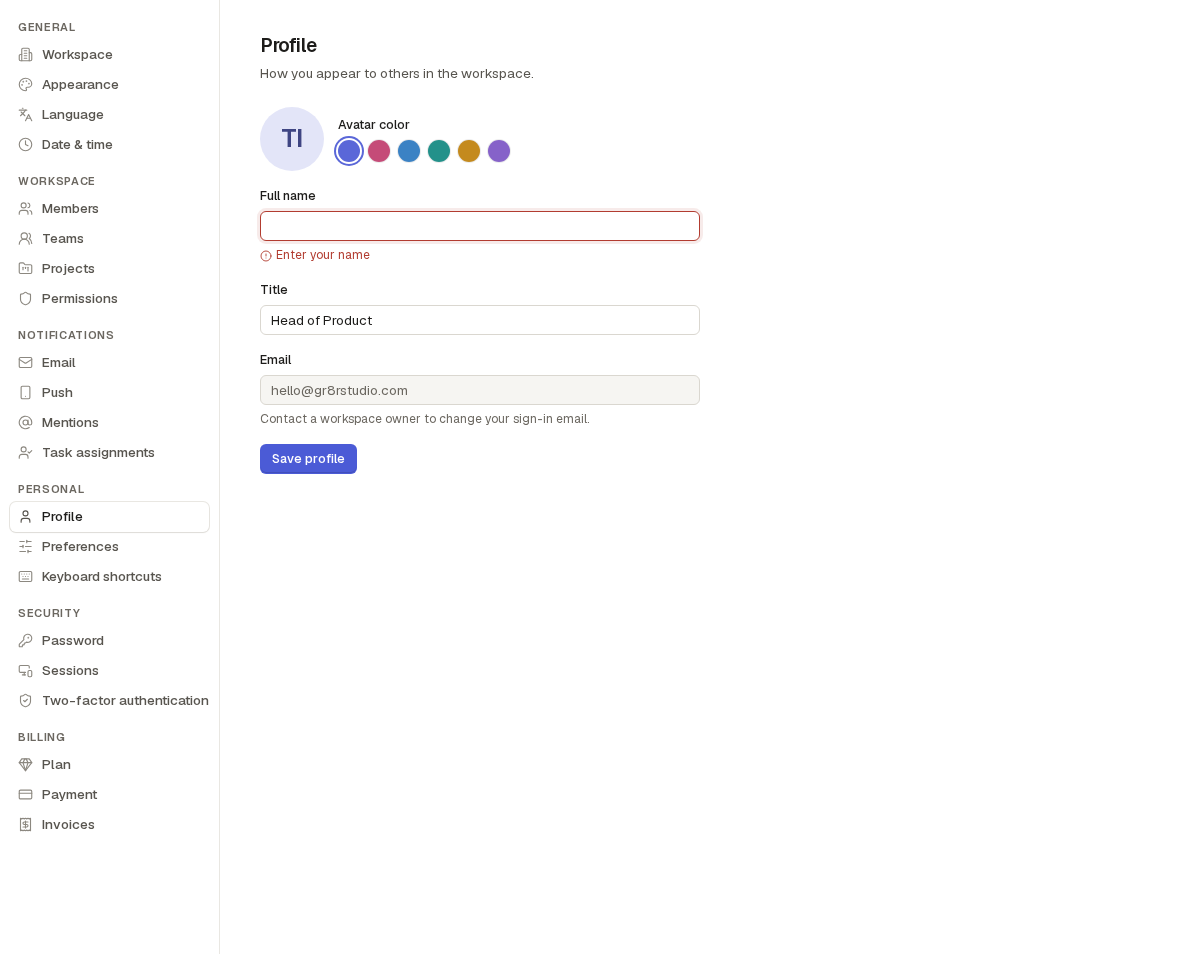 GENERAL
Workspace
Appearance
Language
Date & time
WORKSPACE
Members
Teams
Projects
Permissions
NOTIFICATIONS
Email
Push
Mentions
Task assignments
PERSONAL
Profile
Preferences
Keyboard shortcuts
SECURITY
Password
Sessions
Two-factor authentication
BILLING
Plan
Payment
Invoices
Profile
How you appear to others in the workspace.
TI
Avatar color
Full name
Enter your name
Title
Head of Product
Email
hello@gr8rstudio.com
Contact a workspace owner to change your sign-in email.
Save profile